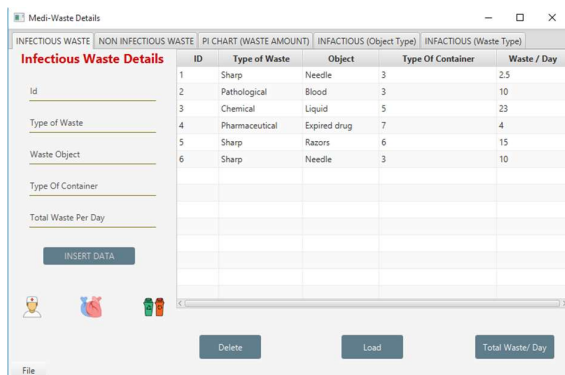 Medi-Waste Details
INFECTIOUS WASTE NON INFECTIOUS WASTE PI CHART (WASTE AMOUNT) INFACTIOUS (Object Type) INFACTIOUS (Waste Type)
Infectious Waste Details
Id
Type of Waste
Waste Object
Type Of Container
Total Waste Per Day
INSERT DATA
ID Type of Waste Object Type Of Container Waste / Day
1 Sharp Needle 3 2.5
2 Pathological Blood 3 10
3 Chemical Liquid 5 23
4 Pharmaceutical Expired drug 7 4
5 Sharp Razors 6 15
6 Sharp Needle 3 10
Delete Load Total Waste/ Day
File